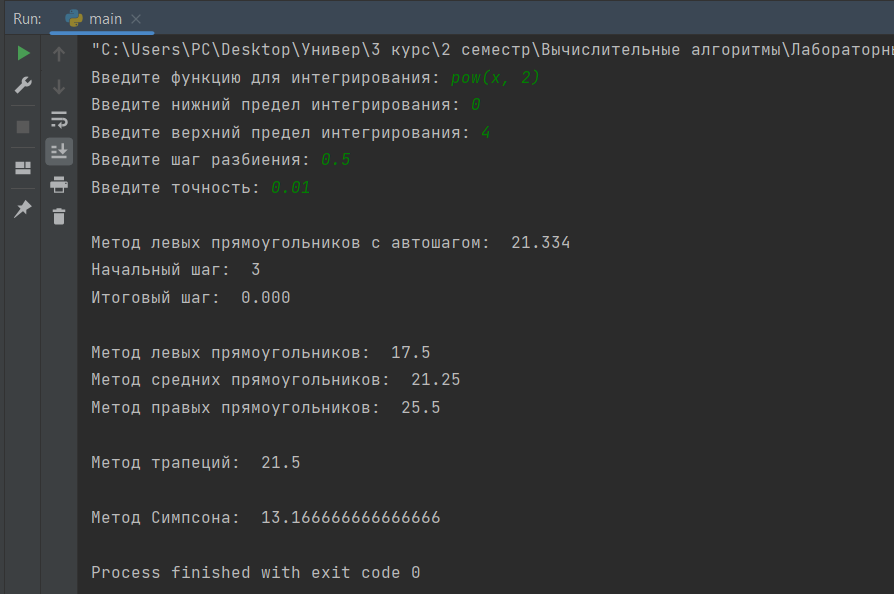 Run: main
"C:\Users\PC\Desktop\Универ\3 курс\2 семестр\Вычислительные алгоритмы\Лабораторн
Введите функцию для интегрирования: pow(x, 2)
Введите нижний предел интегрирования: 0
Введите верхний предел интегрирования: 4
Введите шаг разбиения: 0.5
Введите точность: 0.01
Метод левых прямоугольников с автошагом:  21.334
Начальный шаг:  3
Итоговый шаг:  0.000
Метод левых прямоугольников:  17.5
Метод средних прямоугольников:  21.25
Метод правых прямоугольников:  25.5
Метод трапеций:  21.5
Метод Симпсона:  13.166666666666666
Process finished with exit code 0